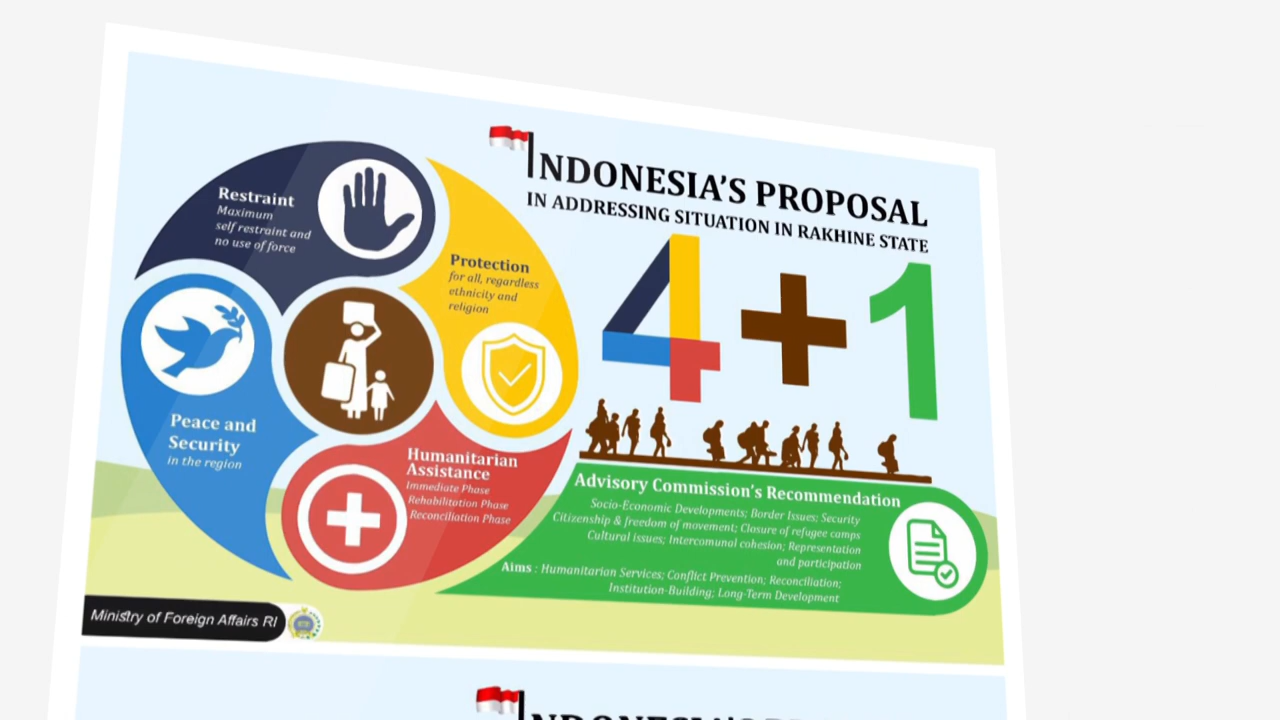 INDONESIA'S PROPOSAL
IN ADDRESSING SITUATION IN RAKHINE STATE
4+1
Restraint
Maximum
self restraint and
no use of force
Protection
for all, regardless
ethnicity and
religion
Peace and
Security
in the region
Humanitarian
Assistance
Immediate Phase
Rehabilitation Phase
Reconciliation Phase
Advisory Commission's Recommendation
Socio-Economic Developments; Border Issues; Security
Citizenship & freedom of movement; Closure of refugee camps
Cultural issues; Intercomunal cohesion; Representation
and participation
Aims : Humanitarian Services; Conflict Prevention; Reconciliation;
Institution-Building; Long-Term Development
Ministry of Foreign Affairs RI